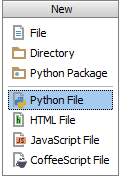 New
File
Directory
Python Package
Python File
HTML File
JavaScript File
CoffeeScript File